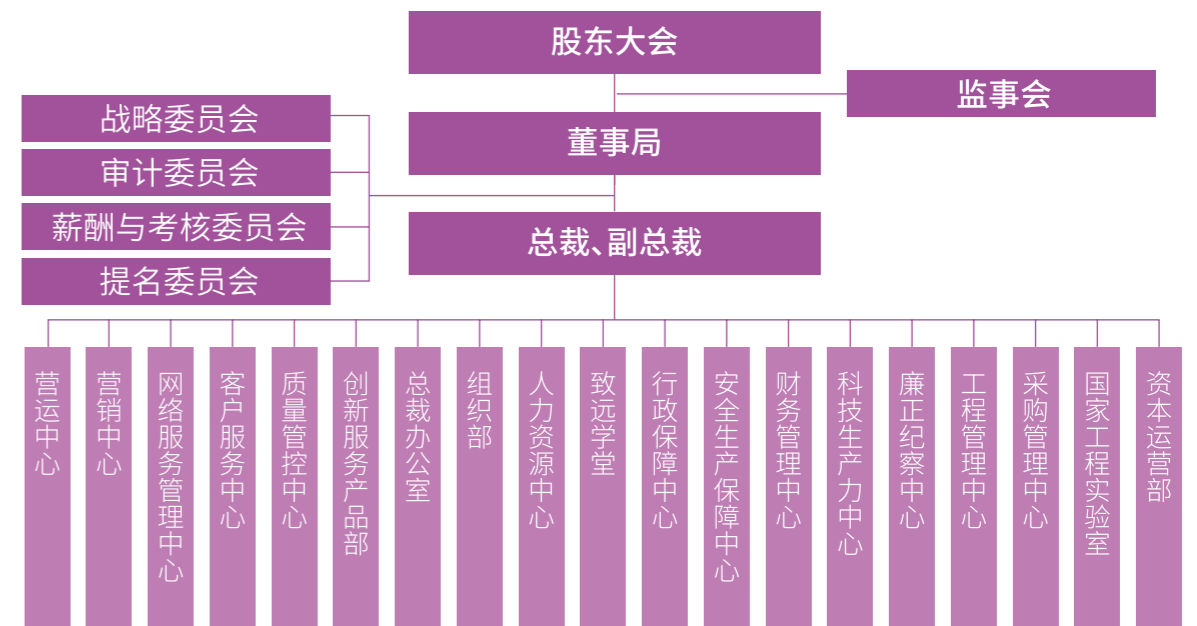 股东大会
监事会
董事局
战略委员会
审计委员会
薪酬与考核委员会
提名委员会
总裁、副总裁
营运中心
营销中心
网络服务管理中心
客户服务中心
质量管控中心
创新服务产品部
总裁办公室
组织部
人力资源中心
致远学堂
行政保障中心
安全生产保障中心
财务管理中心
科技生产力中心
廉正纪察中心
工程管理中心
采购管理中心
国家工程实验室
资本运营部